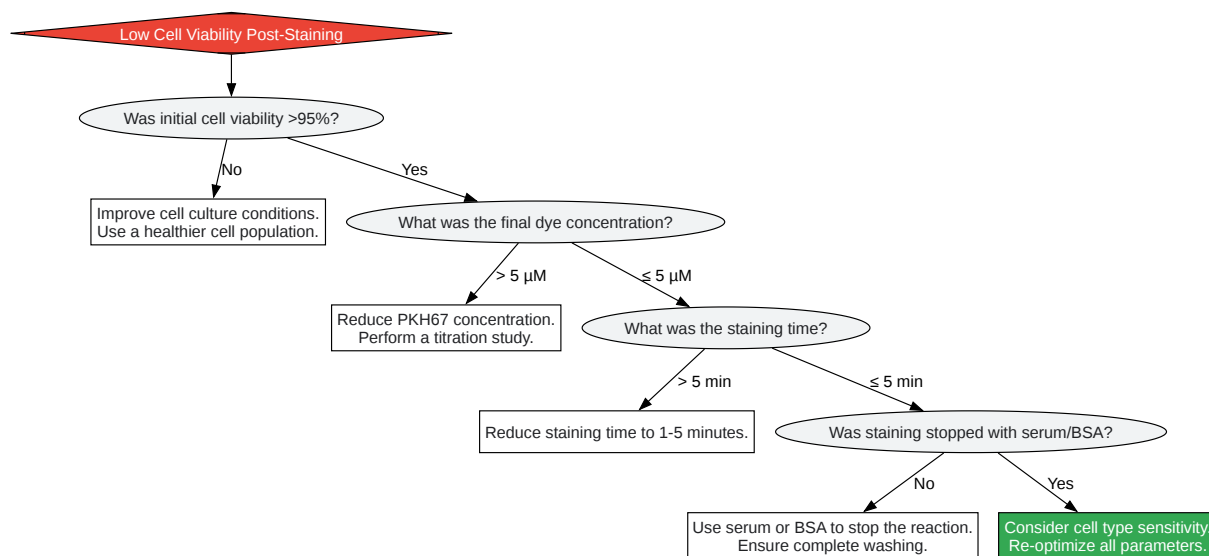 Low Cell Viability Post-Staining
Was initial cell viability >95%?
No
Yes
Improve cell culture conditions.
Use a healthier cell population.
What was the final dye concentration?
> 5 µM
≤ 5 µM
Reduce PKH67 concentration.
Perform a titration study.
What was the staining time?
> 5 min
≤ 5 min
Reduce staining time to 1-5 minutes.
Was staining stopped with serum/BSA?
No
Yes
Use serum or BSA to stop the reaction.
Ensure complete washing.
Consider cell type sensitivity.
Re-optimize all parameters.